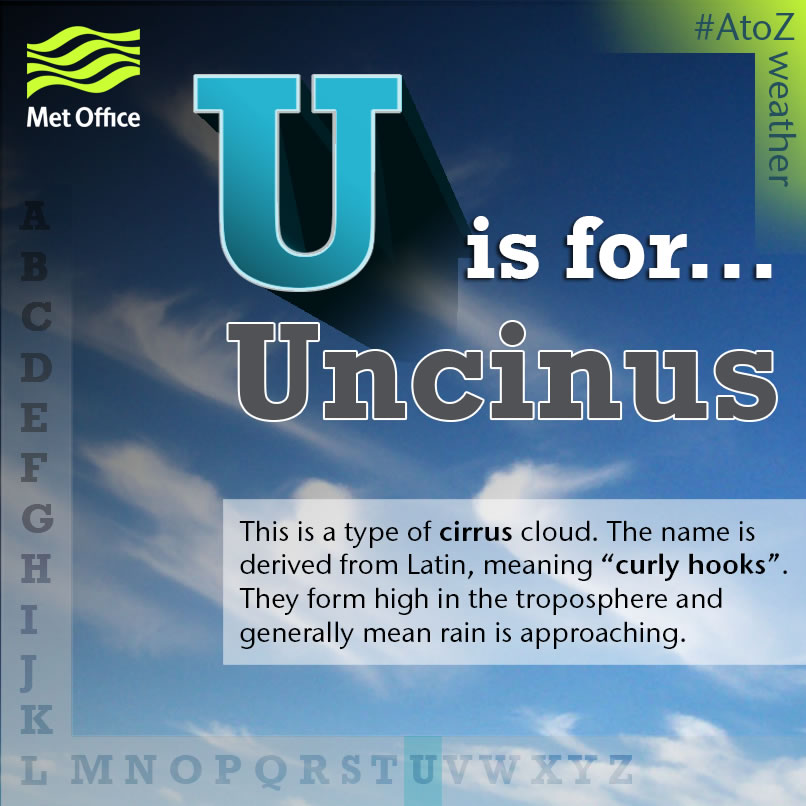 Met Office
#AtoZ
weather
U
is for...
Uncinus
This is a type of cirrus cloud. The name is
derived from Latin, meaning “curly hooks”.
They form high in the troposphere and
generally mean rain is approaching.
A
B
C
D
E
F
G
H
I
J
K
L M N O P Q R S T U V W X Y Z